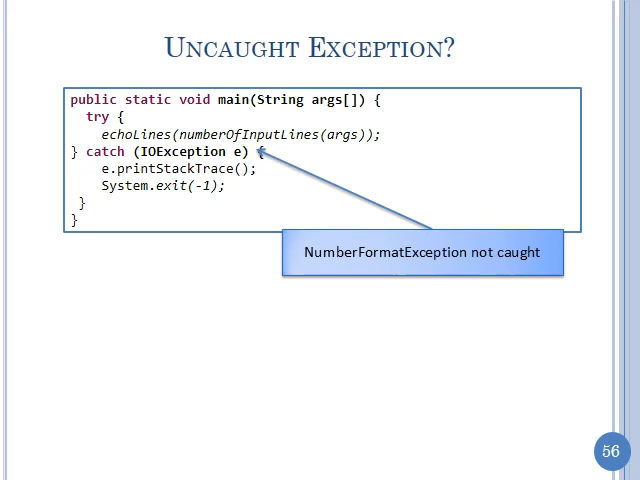 UNCAUGHT EXCEPTION?
public static void main(String args[]) {
try {
echoLines(numberOfInputLines(args));
} catch (IOException e) {
e.printStackTrace();
System.exit(-1);
}
}
NumberFormatException not caught
56